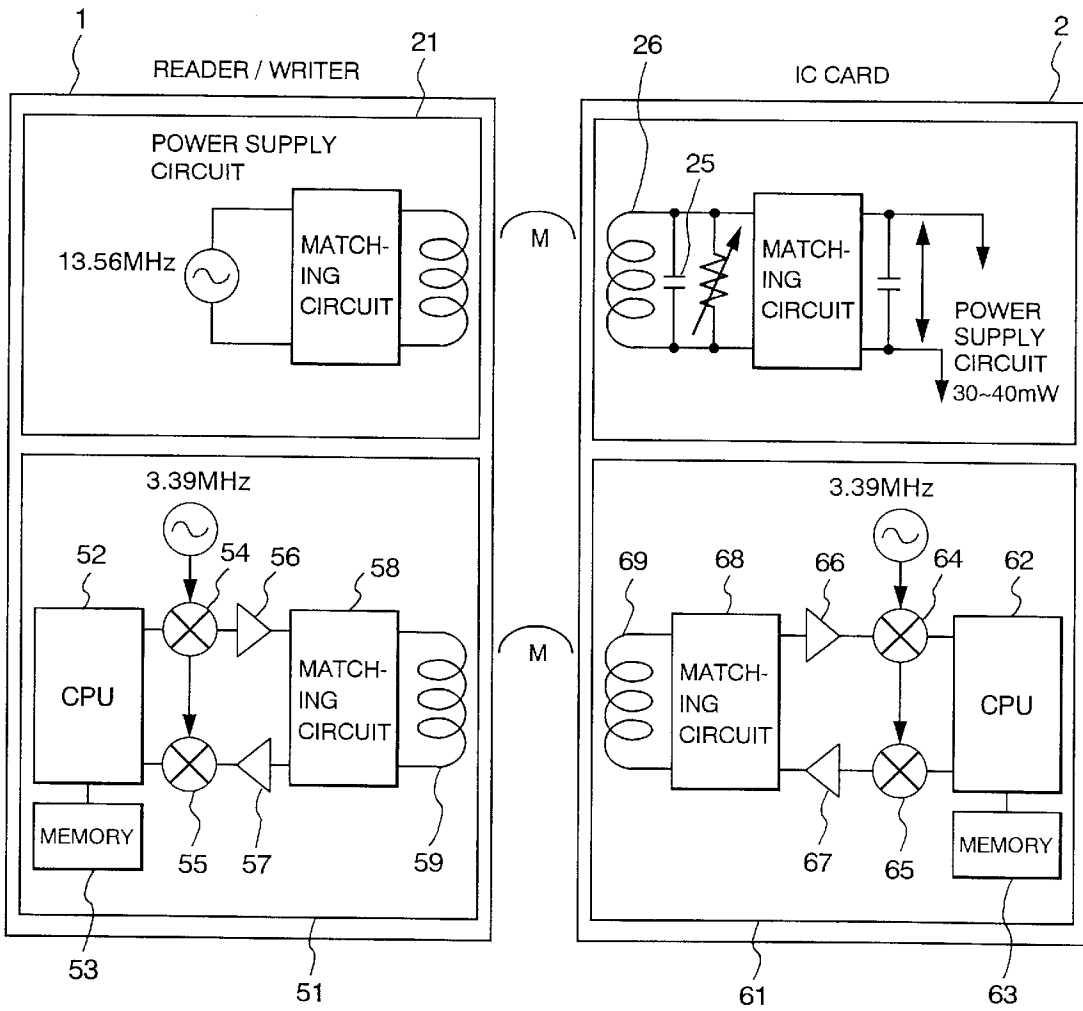 1
21
26
2
READER / WRITER
IC CARD
POWER SUPPLY
CIRCUIT
25
13.56MHz
MATCH-
ING
CIRCUIT
M
MATCH-
ING
CIRCUIT
POWER
SUPPLY
CIRCUIT
30~40mW
3.39MHz
3.39MHz
52
54
56
58
69
68
66
64
62
CPU
MATCH-
ING
CIRCUIT
M
MATCH-
ING
CIRCUIT
CPU
MEMORY
55
57
59
67
65
MEMORY
53
51
61
63